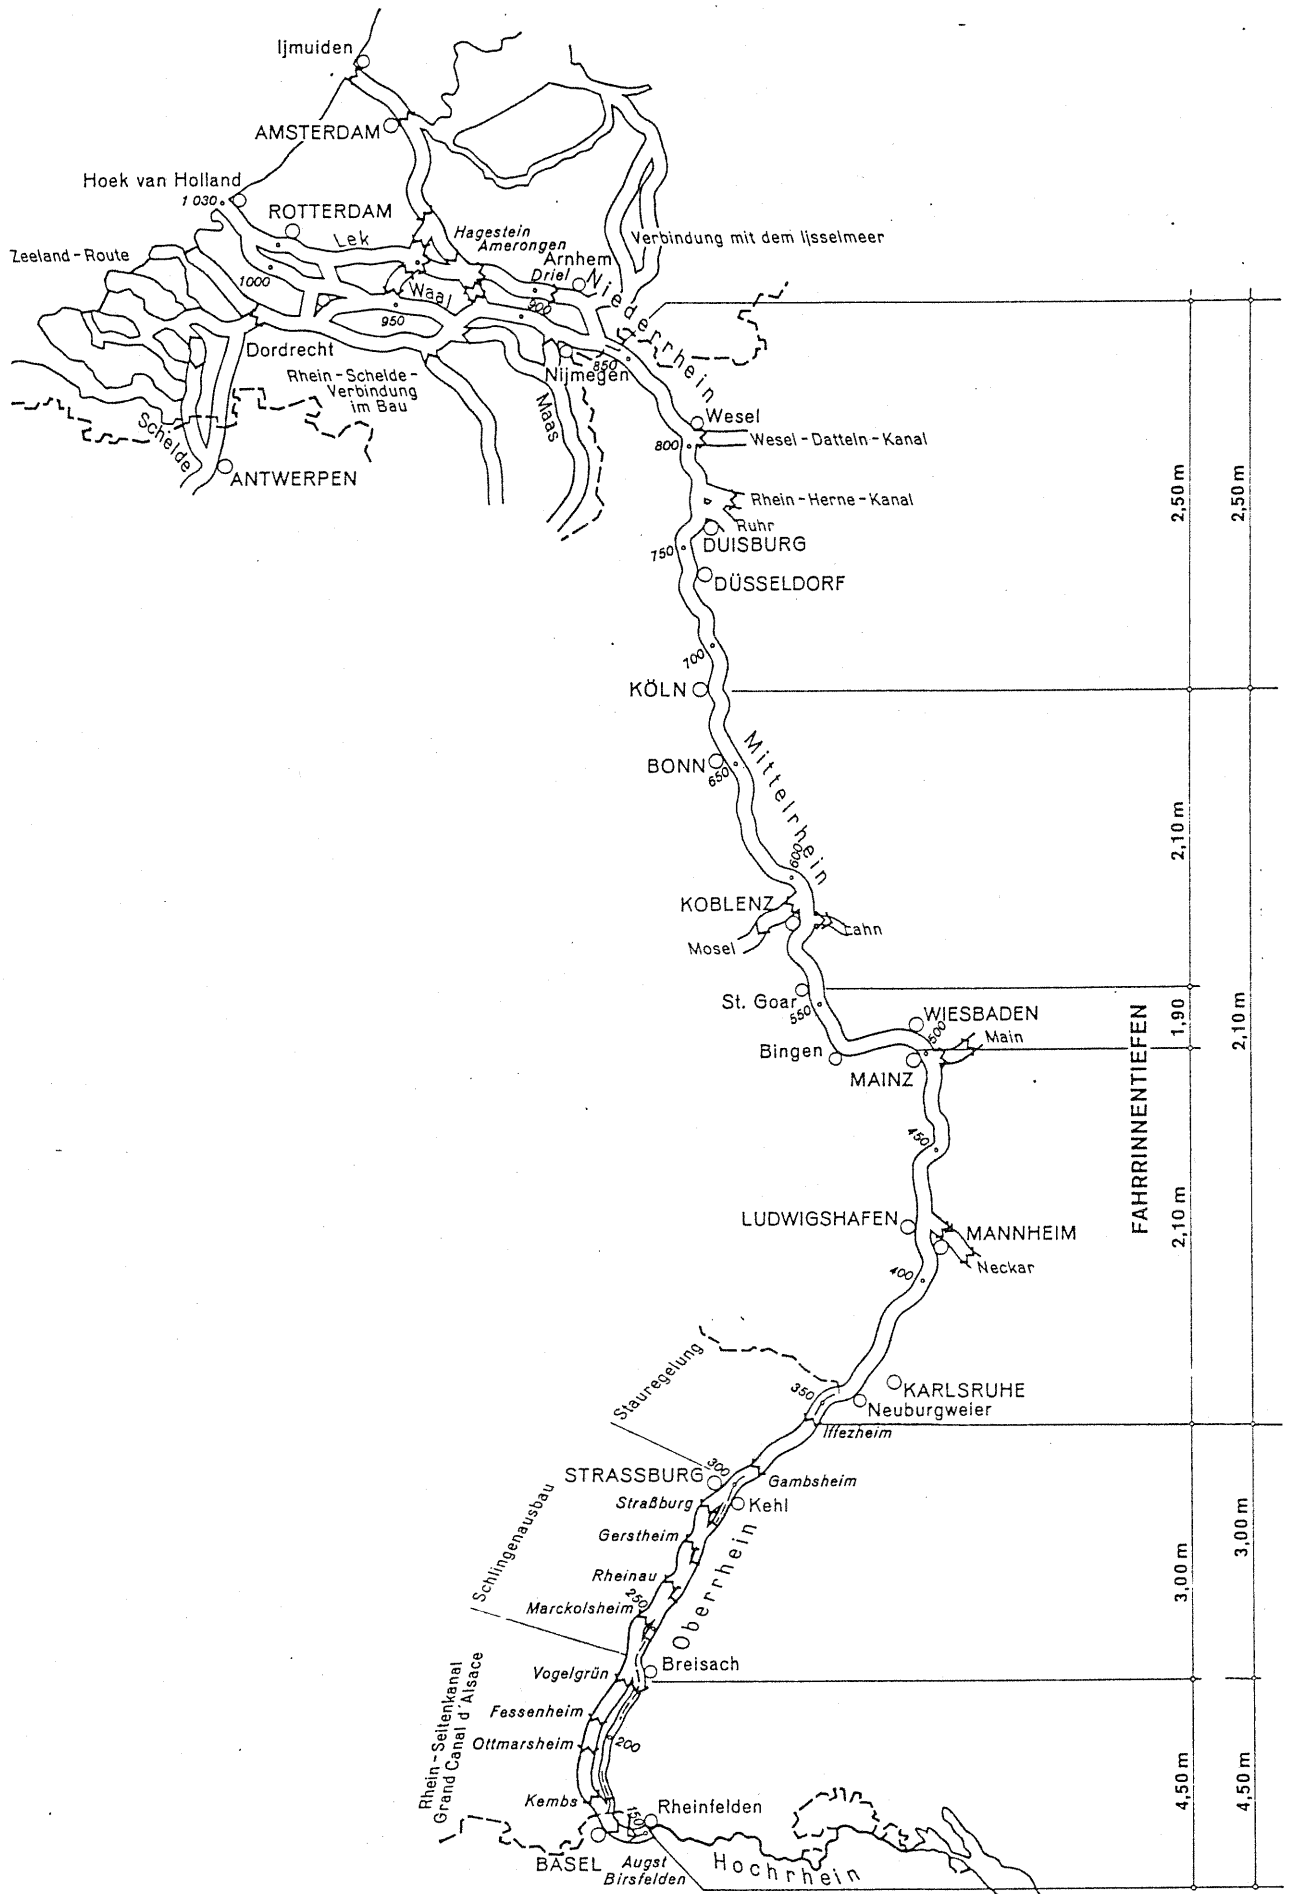 Ijmuiden
AMSTERDAM
Hoek van Holland
1 030
ROTTERDAM
Lek
Hagestein
Amerongen
Verbindung mit dem Ijsselmeer
Zeeland-Route
Arnhem
Driel
Niederrhein
1000
Waal
900
950
Dordrecht
850
Nijmegen
Rhein-Schelde-
Verbindung
im Bau
Maas
Schelde
ANTWERPEN
Wesel
800
Wesel-Datteln-Kanal
Rhein-Herne-Kanal
Ruhr
750
DUISBURG
DÜSSELDORF
2,50 m
2,50 m
700
KÖLN
Mittelrhein
BONN
650
2,10 m
600
KOBLENZ
Lahn
Mosel
St. Goar
550
WIESBADEN
500
Main
Bingen
MAINZ
1,90
2,10 m
FAHRRINNENTIEFEN
450
LUDWIGSHAFEN
MANNHEIM
Neckar
400
2,10 m
Stauregelung
350
KARLSRUHE
Neuburgweier
Iffezheim
300
STRASSBURG
Gambsheim
Straßburg
Kehl
Gerstheim
Oberrhein
Schlingenausbau
Rheinau
250
Marckolsheim
3,00 m
3,00 m
Breisach
Vogelgrün
Rhein-Seitenkanal
Grand Canal d'Alsace
Fessenheim
Ottmarsheim
200
Kembs
150
Rheinfelden
4,50 m
4,50 m
BASEL
Augst
Birsfelden
Hochrhein